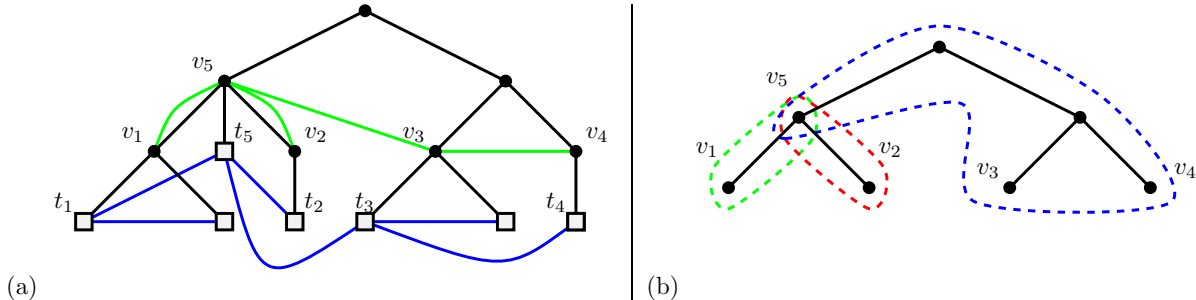 v₅
v₁ t₅ v₂ v₃ v₄
t₁ t₂ t₃ t₄
(a)
v₅
v₁ v₂ v₃ v₄
(b)